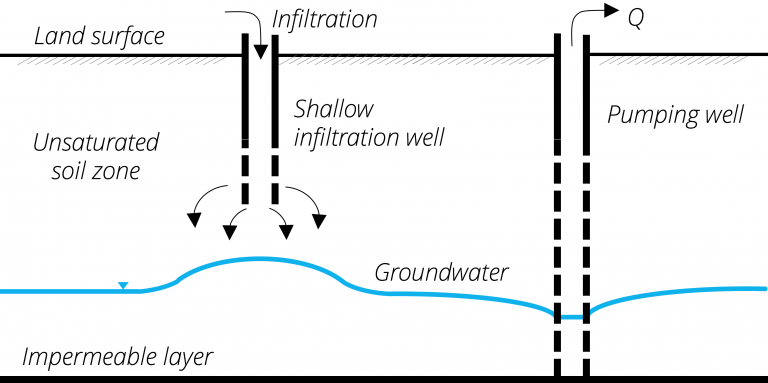 Infiltration
Q
Land surface
Shallow
infiltration well
Pumping well
Unsaturated
soil zone
Groundwater
Impermeable layer